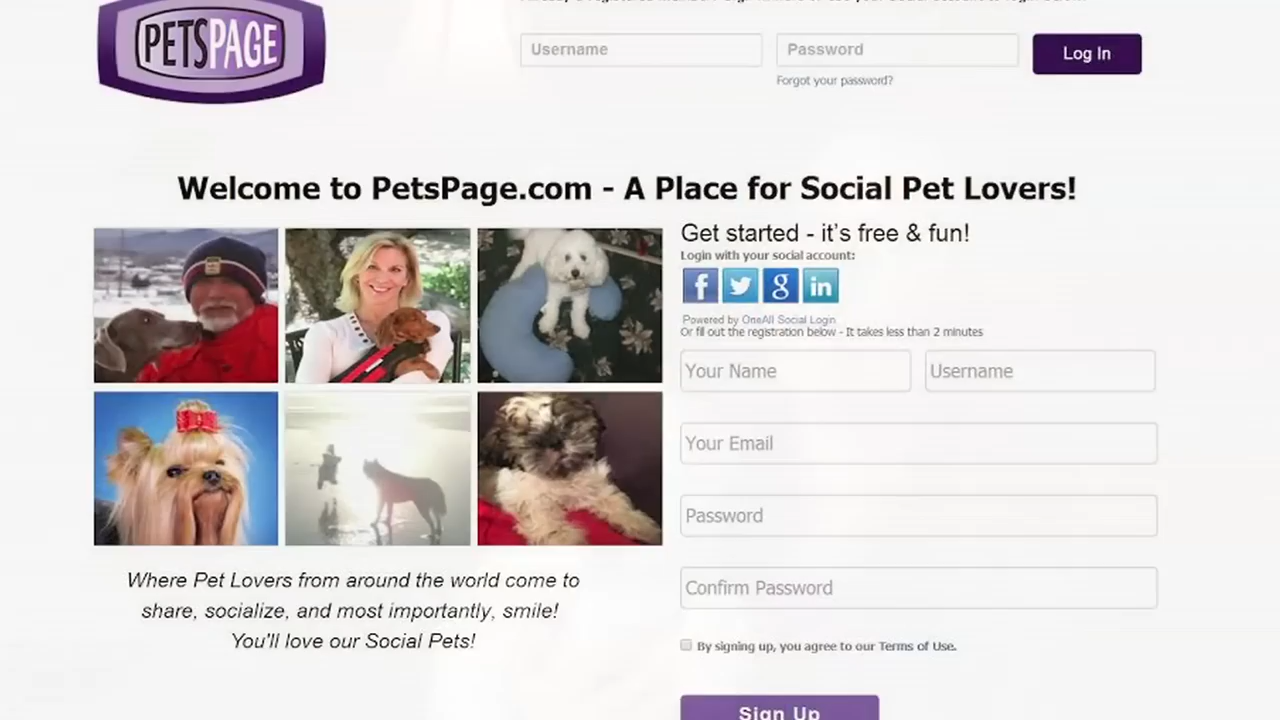 PETSPAGE
Username
Password
Log In
Forgot your password?
Welcome to PetsPage.com - A Place for Social Pet Lovers!
Get started - it's free & fun!
Login with your social account:
f
g
in
Powered by OneAll Social Login
Or fill out the registration below - It takes less than 2 minutes
Your Name
Username
Your Email
Password
Confirm Password
By signing up, you agree to our Terms of Use.
Sign Up
Where Pet Lovers from around the world come to
share, socialize, and most importantly, smile!
You'll love our Social Pets!